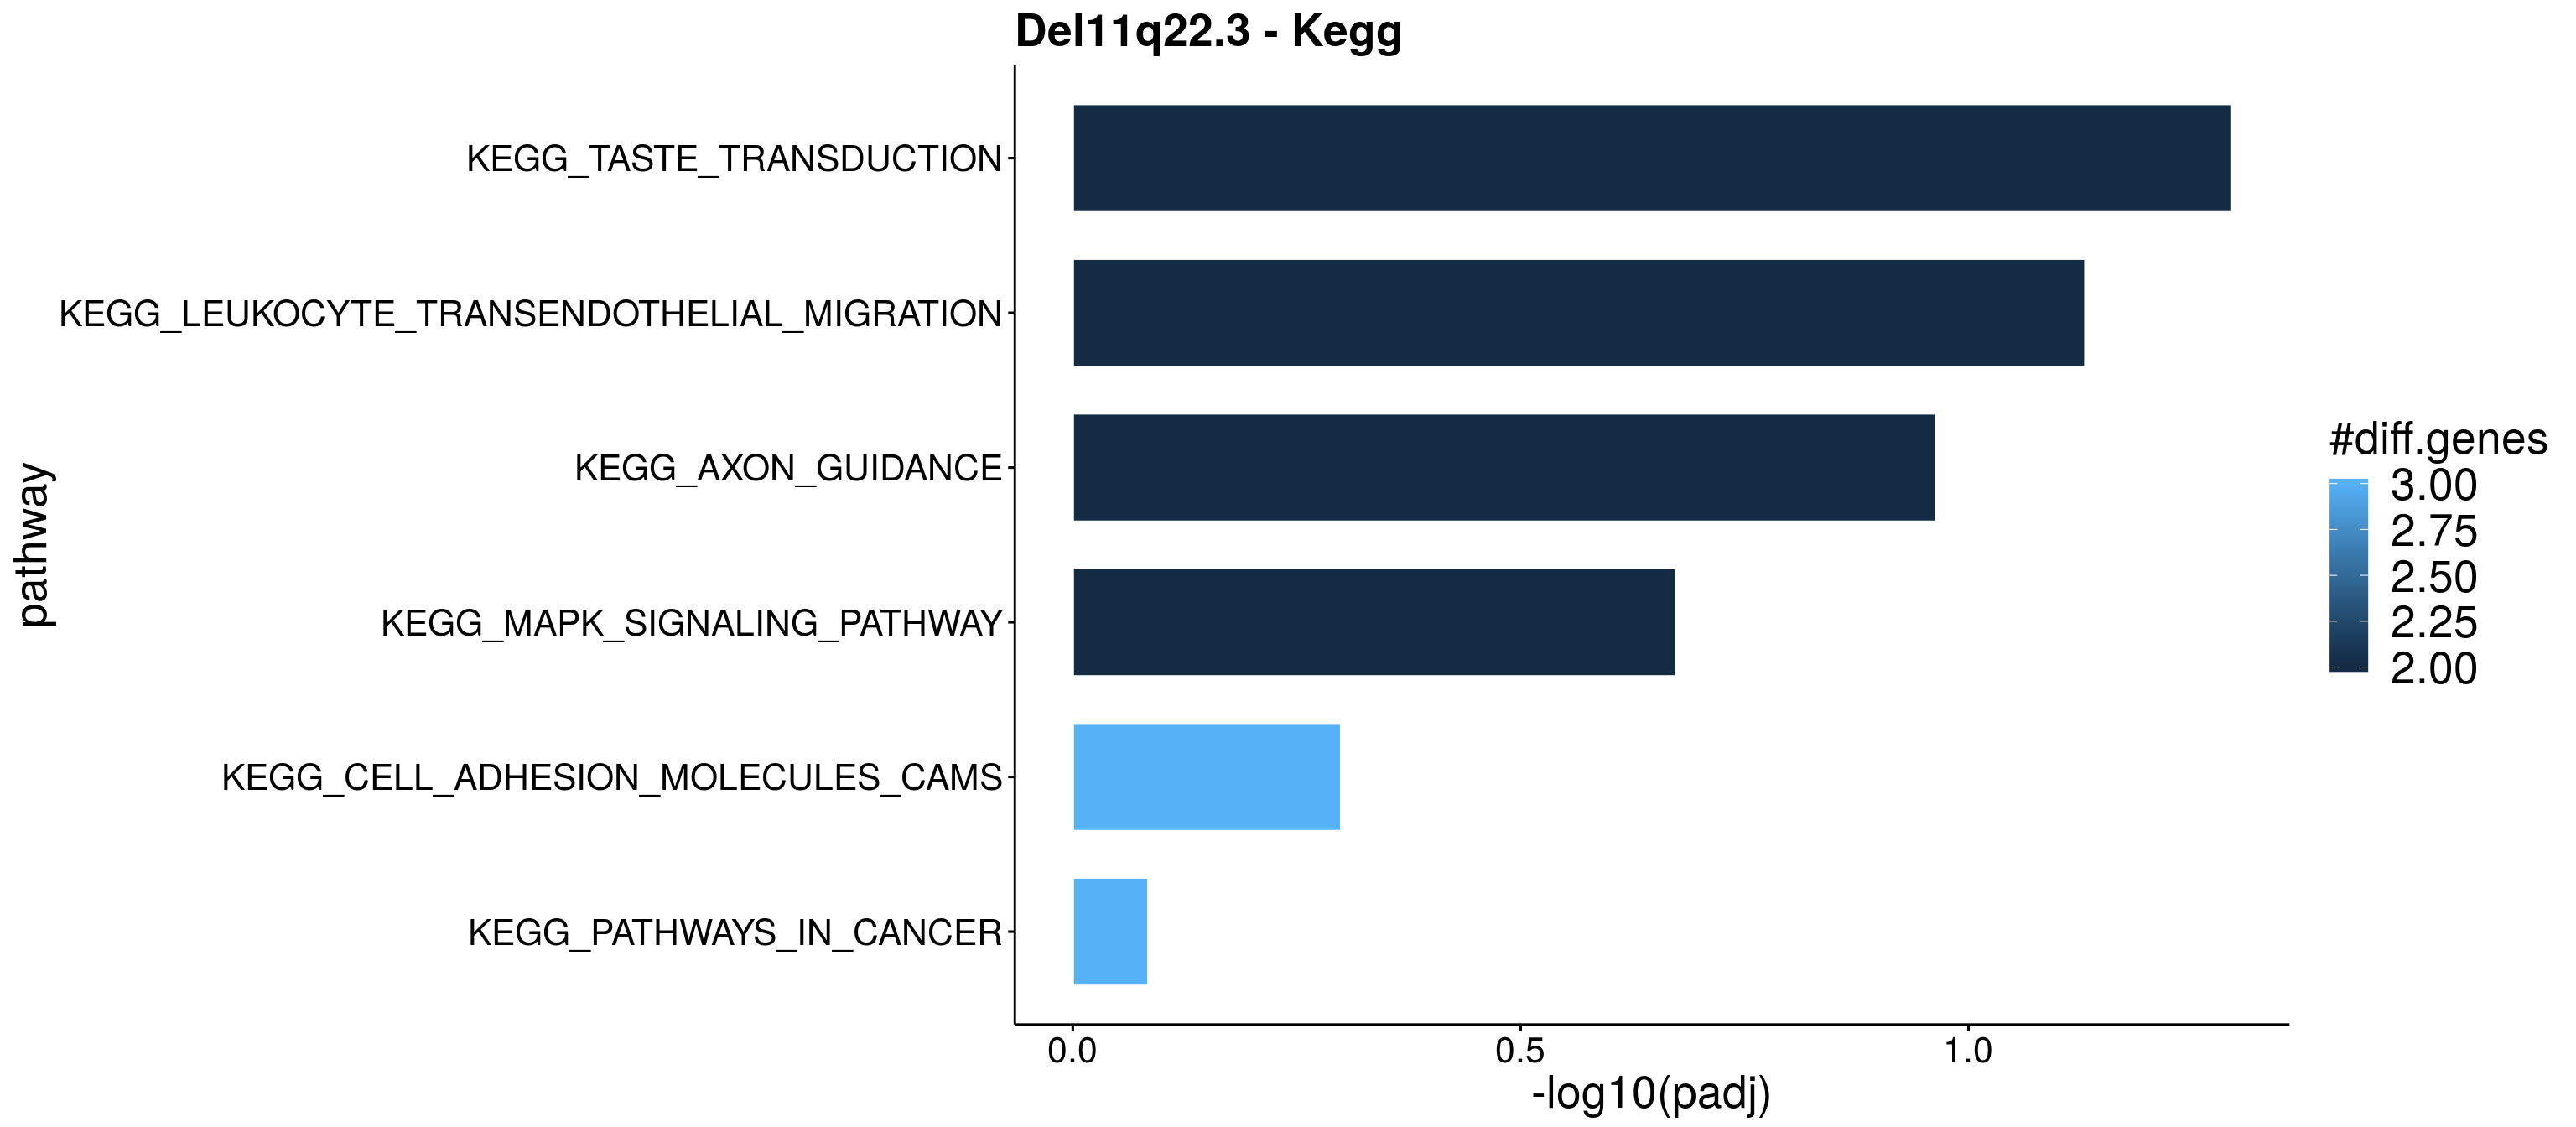 Del11q22.3 - Kegg
pathway
KEGG_TASTE_TRANSDUCTION
KEGG_LEUKOCYTE_TRANSENDOTHELIAL_MIGRATION
KEGG_AXON_GUIDANCE
KEGG_MAPK_SIGNALING_PATHWAY
KEGG_CELL_ADHESION_MOLECULES_CAMS
KEGG_PATHWAYS_IN_CANCER
0.0 0.5 1.0
-log10(padj)
#diff.genes
3.00
2.75
2.50
2.25
2.00